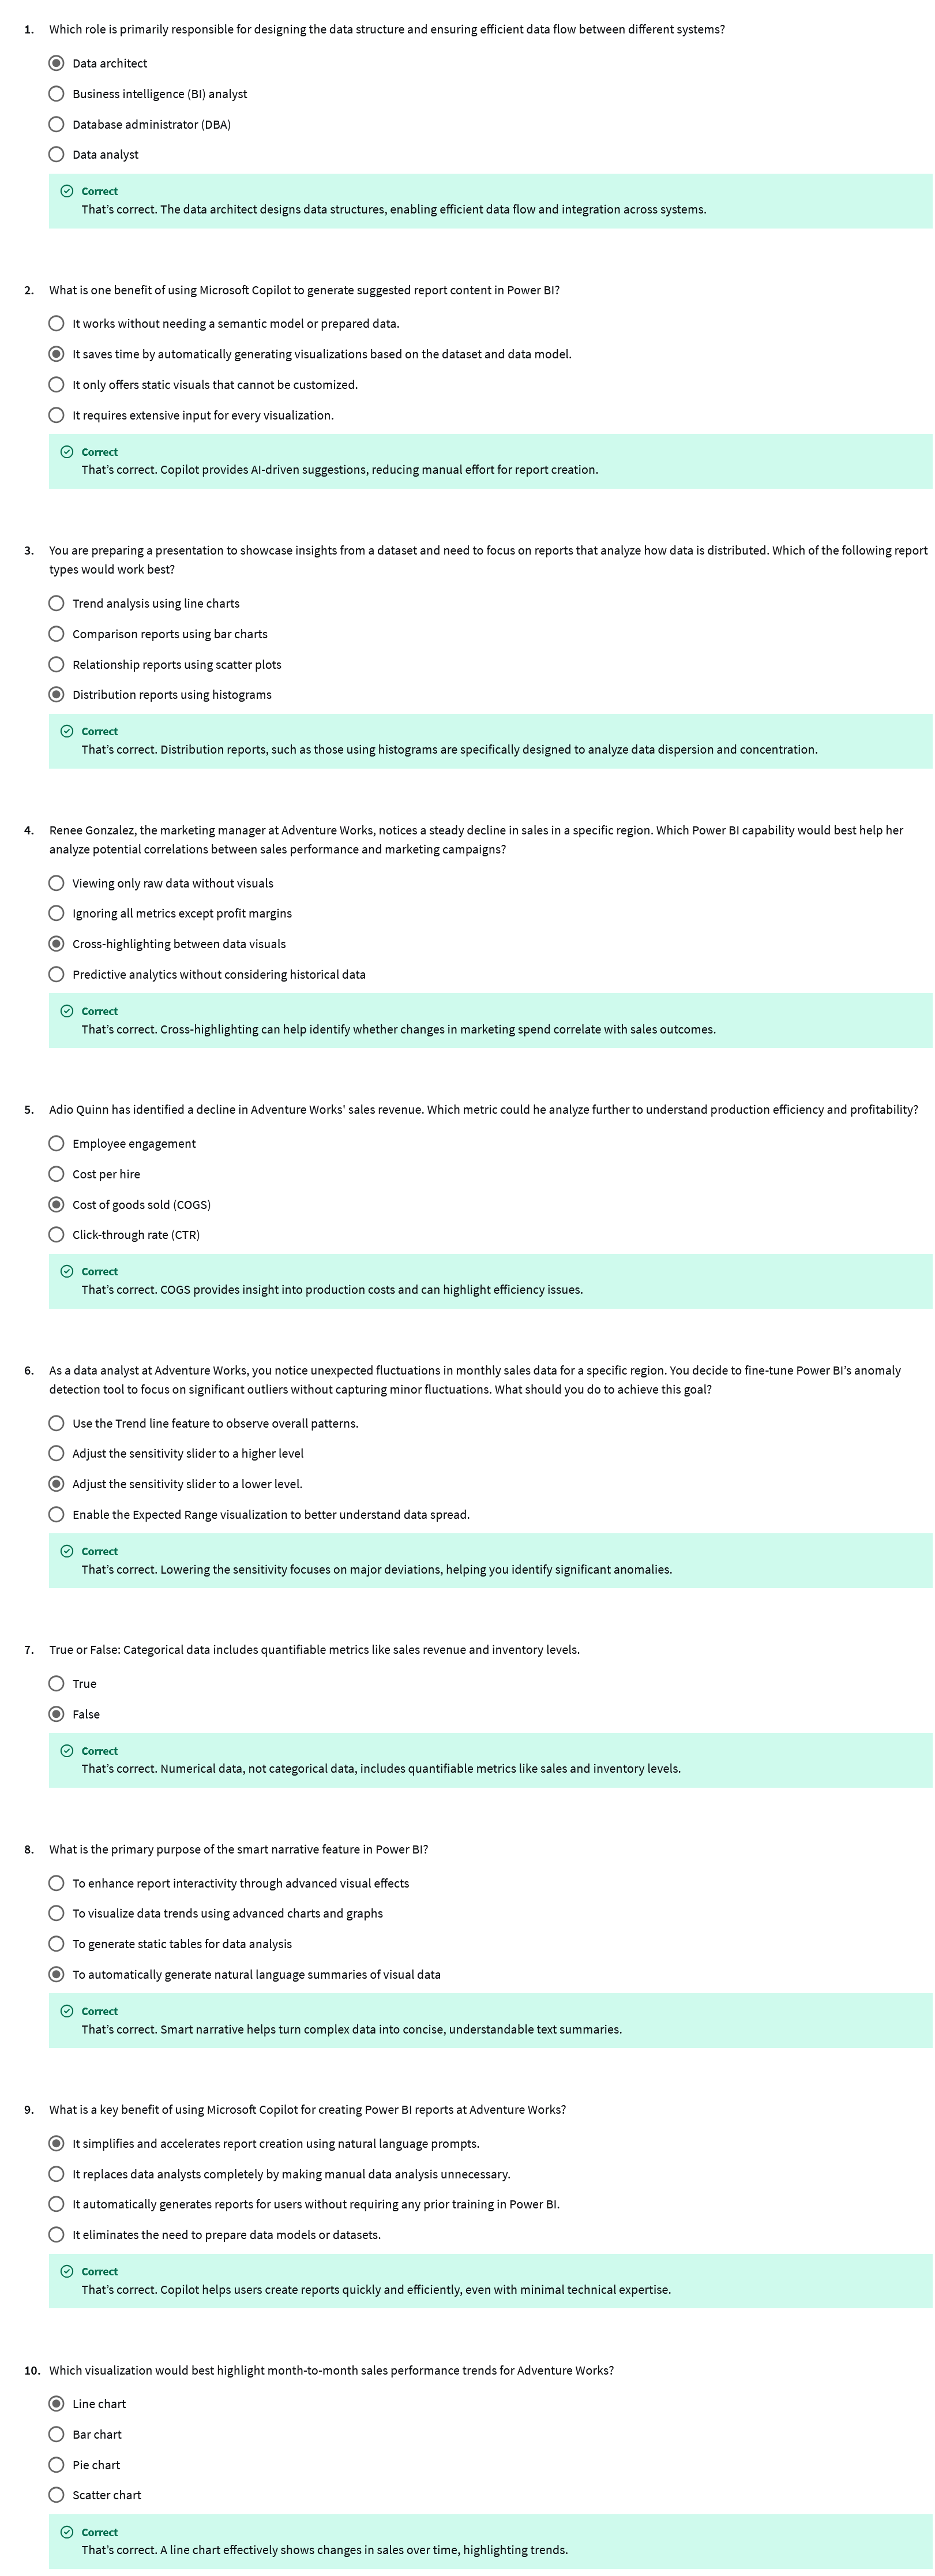 1. Which role is primarily responsible for designing the data structure and ensuring efficient data flow between different systems?
Data architect
Business intelligence (BI) analyst
Database administrator (DBA)
Data analyst
Correct
That’s correct. The data architect designs data structures, enabling efficient data flow and integration across systems.
2. What is one benefit of using Microsoft Copilot to generate suggested report content in Power BI?
It works without needing a semantic model or prepared data.
It saves time by automatically generating visualizations based on the dataset and data model.
It only offers static visuals that cannot be customized.
It requires extensive input for every visualization.
Correct
That’s correct. Copilot provides AI-driven suggestions, reducing manual effort for report creation.
3. You are preparing a presentation to showcase insights from a dataset and need to focus on reports that analyze how data is distributed. Which of the following report
types would work best?
Trend analysis using line charts
Comparison reports using bar charts
Relationship reports using scatter plots
Distribution reports using histograms
Correct
That’s correct. Distribution reports, such as those using histograms are specifically designed to analyze data dispersion and concentration.
4. Renee Gonzalez, the marketing manager at Adventure Works, notices a steady decline in sales in a specific region. Which Power BI capability would best help her
analyze potential correlations between sales performance and marketing campaigns?
Viewing only raw data without visuals
Ignoring all metrics except profit margins
Cross-highlighting between data visuals
Predictive analytics without considering historical data
Correct
That’s correct. Cross-highlighting can help identify whether changes in marketing spend correlate with sales outcomes.
5. Adio Quinn has identified a decline in Adventure Works' sales revenue. Which metric could he analyze further to understand production efficiency and profitability?
Employee engagement
Cost per hire
Cost of goods sold (COGS)
Click-through rate (CTR)
Correct
That’s correct. COGS provides insight into production costs and can highlight efficiency issues.
6. As a data analyst at Adventure Works, you notice unexpected fluctuations in monthly sales data for a specific region. You decide to fine-tune Power BI’s anomaly
detection tool to focus on significant outliers without capturing minor fluctuations. What should you do to achieve this goal?
Use the Trend line feature to observe overall patterns.
Adjust the sensitivity slider to a higher level
Adjust the sensitivity slider to a lower level.
Enable the Expected Range visualization to better understand data spread.
Correct
That’s correct. Lowering the sensitivity focuses on major deviations, helping you identify significant anomalies.
7. True or False: Categorical data includes quantifiable metrics like sales revenue and inventory levels.
True
False
Correct
That’s correct. Numerical data, not categorical data, includes quantifiable metrics like sales and inventory levels.
8. What is the primary purpose of the smart narrative feature in Power BI?
To enhance report interactivity through advanced visual effects
To visualize data trends using advanced charts and graphs
To generate static tables for data analysis
To automatically generate natural language summaries of visual data
Correct
That’s correct. Smart narrative helps turn complex data into concise, understandable text summaries.
9. What is a key benefit of using Microsoft Copilot for creating Power BI reports at Adventure Works?
It simplifies and accelerates report creation using natural language prompts.
It replaces data analysts completely by making manual data analysis unnecessary.
It automatically generates reports for users without requiring any prior training in Power BI.
It eliminates the need to prepare data models or datasets.
Correct
That’s correct. Copilot helps users create reports quickly and efficiently, even with minimal technical expertise.
10. Which visualization would best highlight month-to-month sales performance trends for Adventure Works?
Line chart
Bar chart
Pie chart
Scatter chart
Correct
That’s correct. A line chart effectively shows changes in sales over time, highlighting trends.